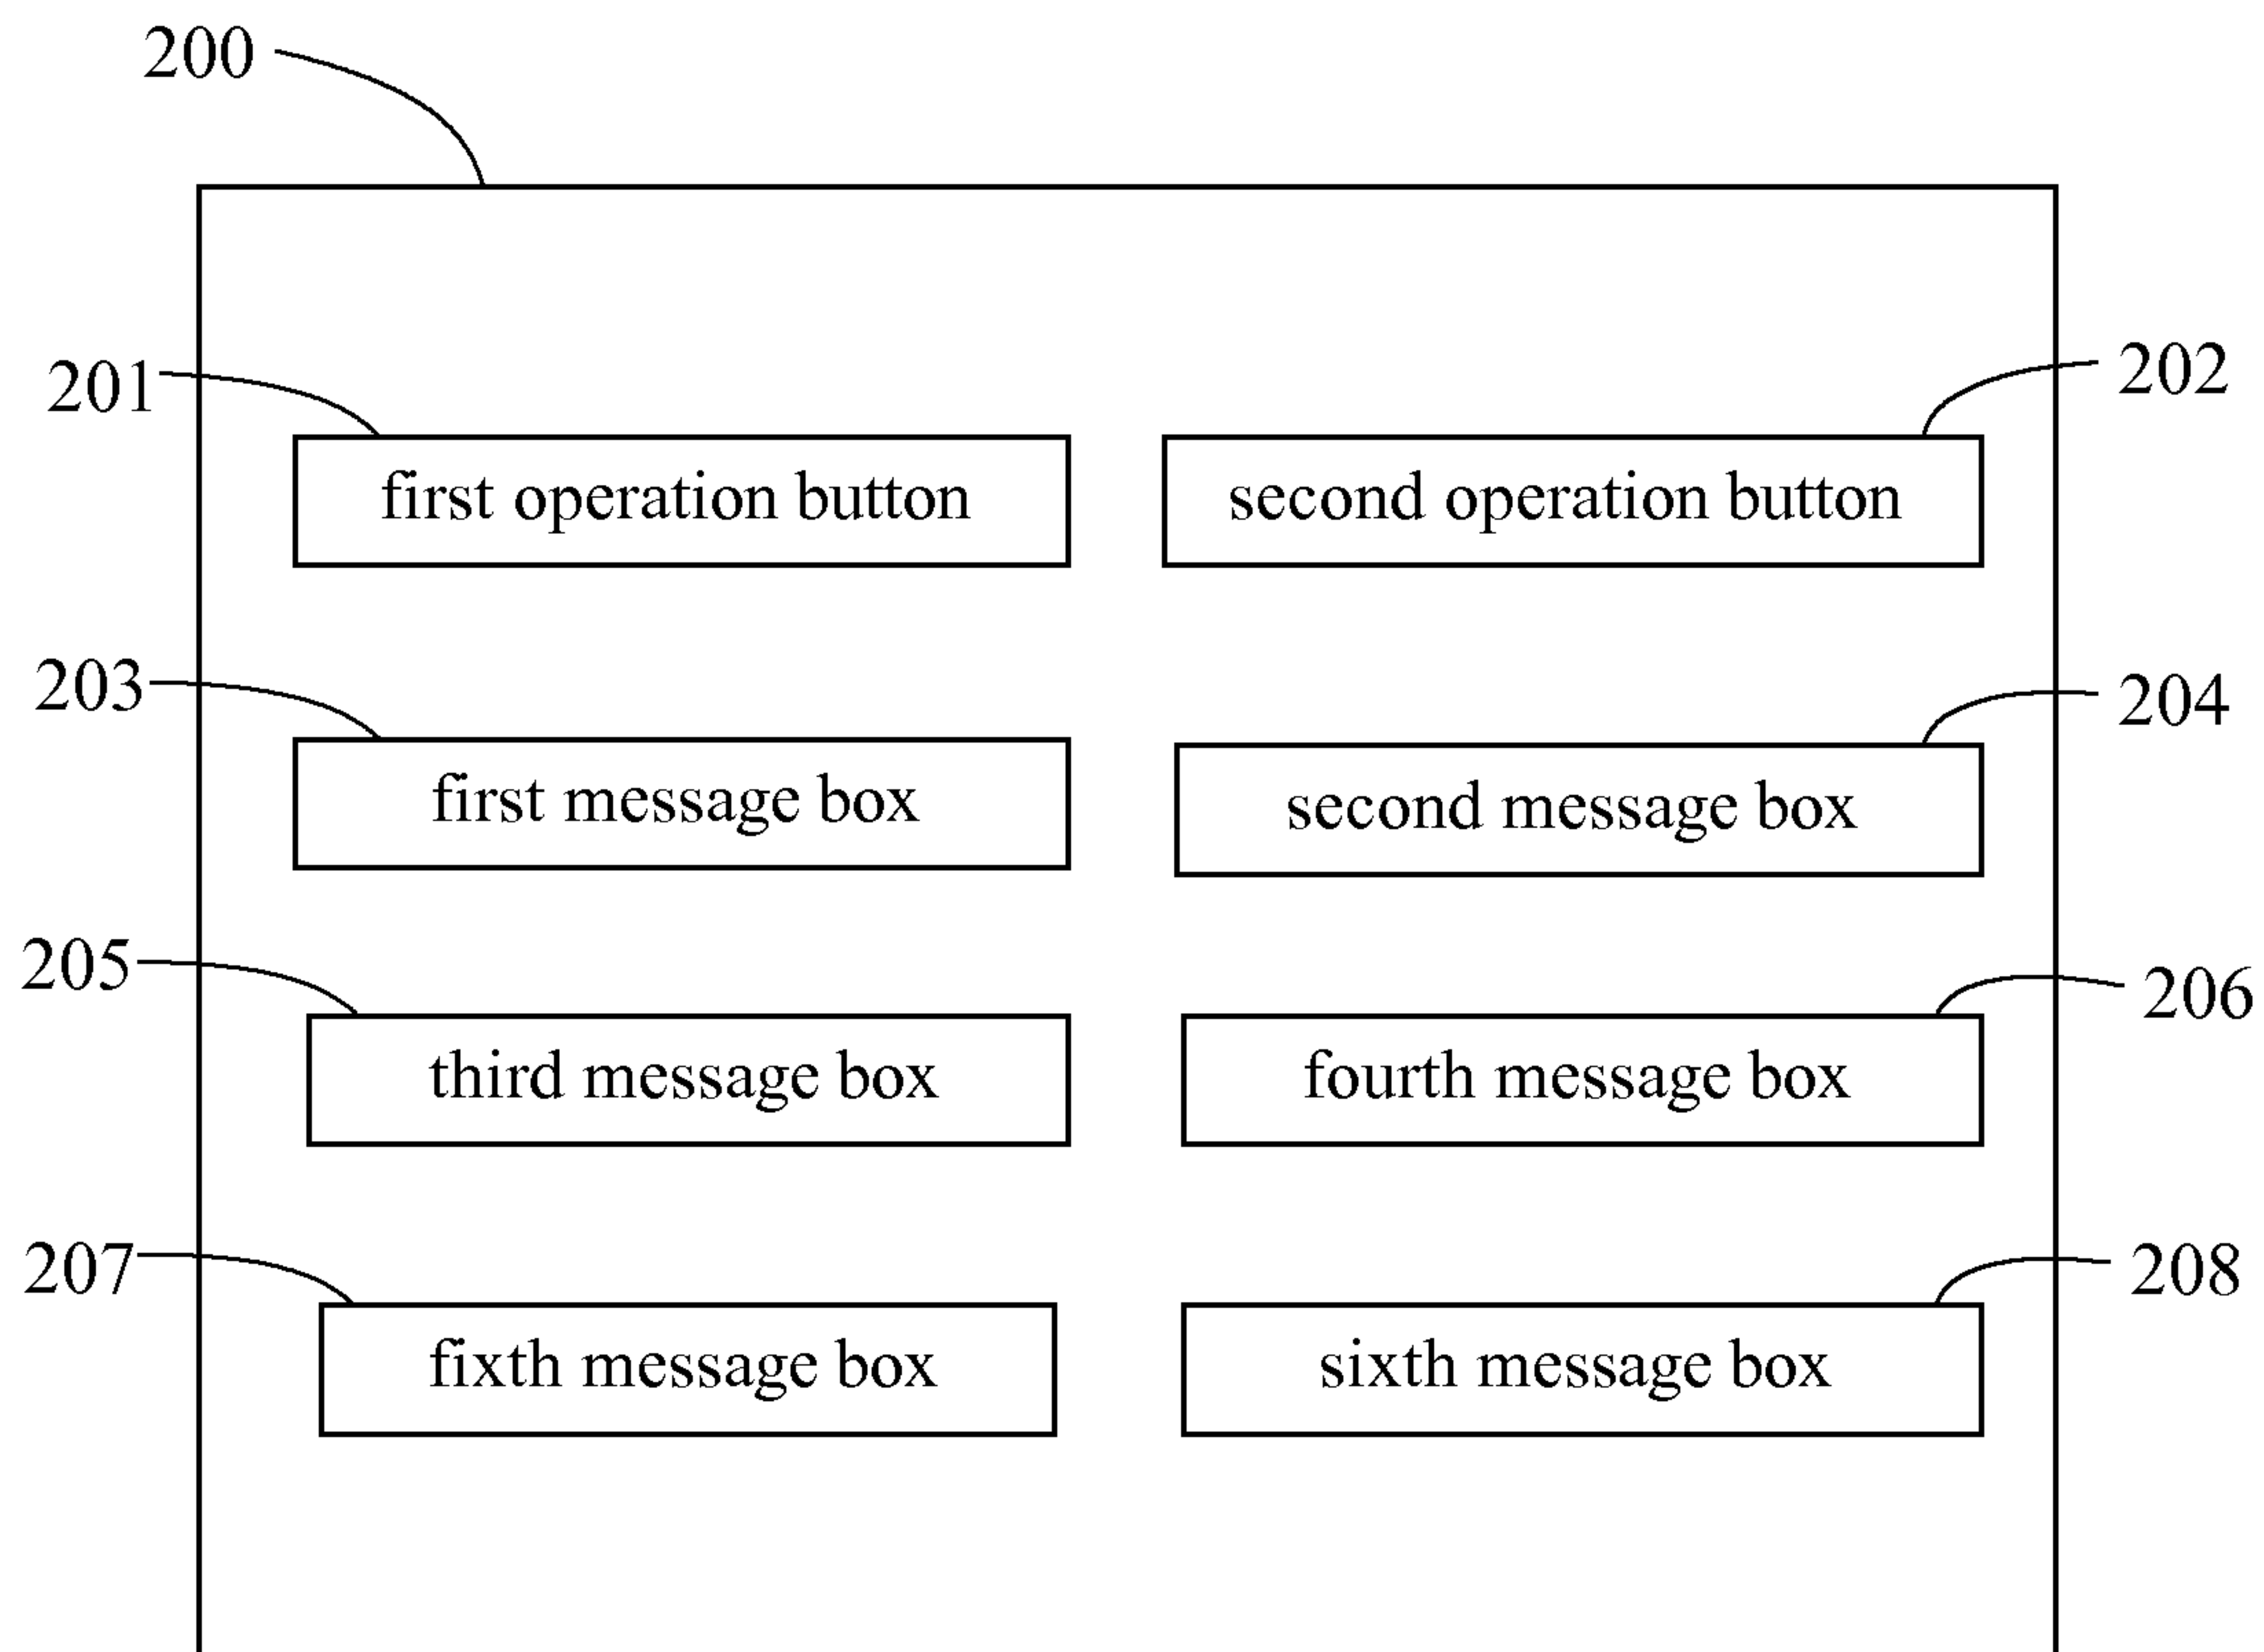 200
201
202
first operation button
second operation button
203
204
first message box
second message box
205
206
third message box
fourth message box
207
208
fixth message box
sixth message box